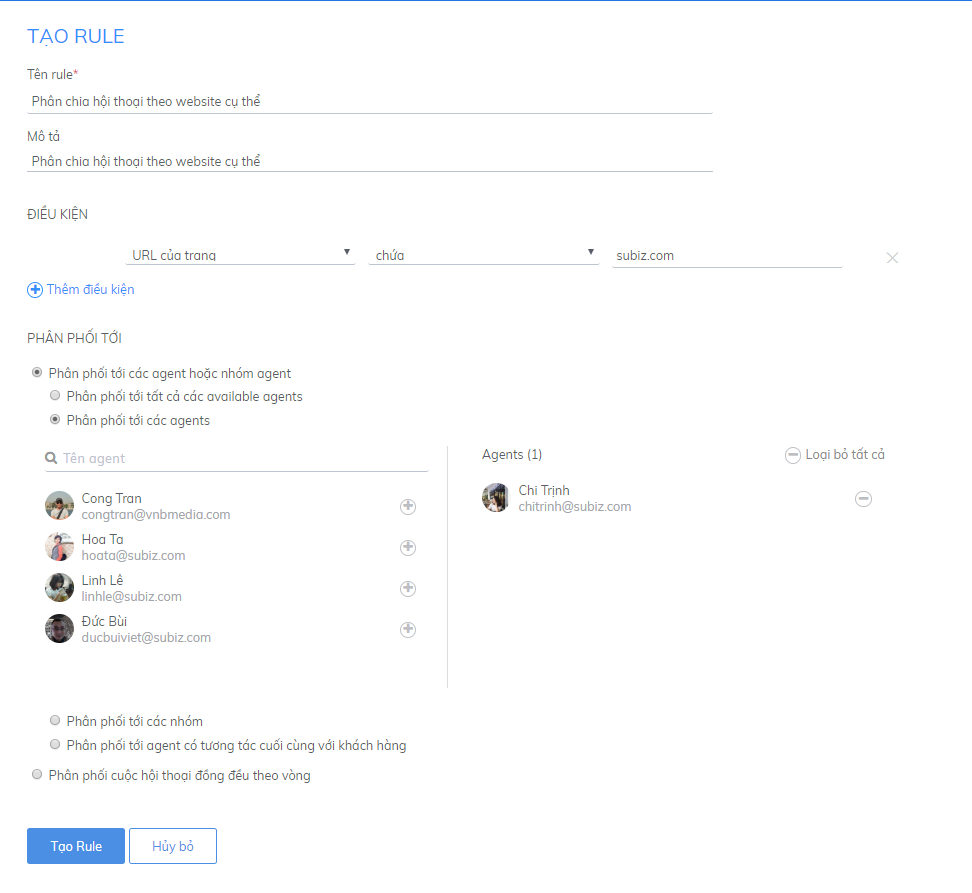 TẠO RULE
Tên rule*
Phân chia hội thoại theo website cụ thể
Mô tả
Phân chia hội thoại theo website cụ thể
ĐIỀU KIỆN
URL của trang chứa subiz.com
Thêm điều kiện
PHÂN PHỐI TỚI
Phân phối tới các agent hoặc nhóm agent
Phân phối tới tất cả các available agents
Phân phối tới các agents
Tên agent
Cong Tran
congtran@vnbmedia.com
Hoa Ta
hoata@subiz.com
Linh Lê
linhle@subiz.com
Đức Bùi
ducbuiviet@subiz.com
Agents (1) Loại bỏ tất cả
Chi Trịnh
chitrinh@subiz.com
Phân phối tới các nhóm
Phân phối tới agent có tương tác cuối cùng với khách hàng
Phân phối cuộc hội thoại đồng đều theo vòng
Tạo Rule Hủy bỏ